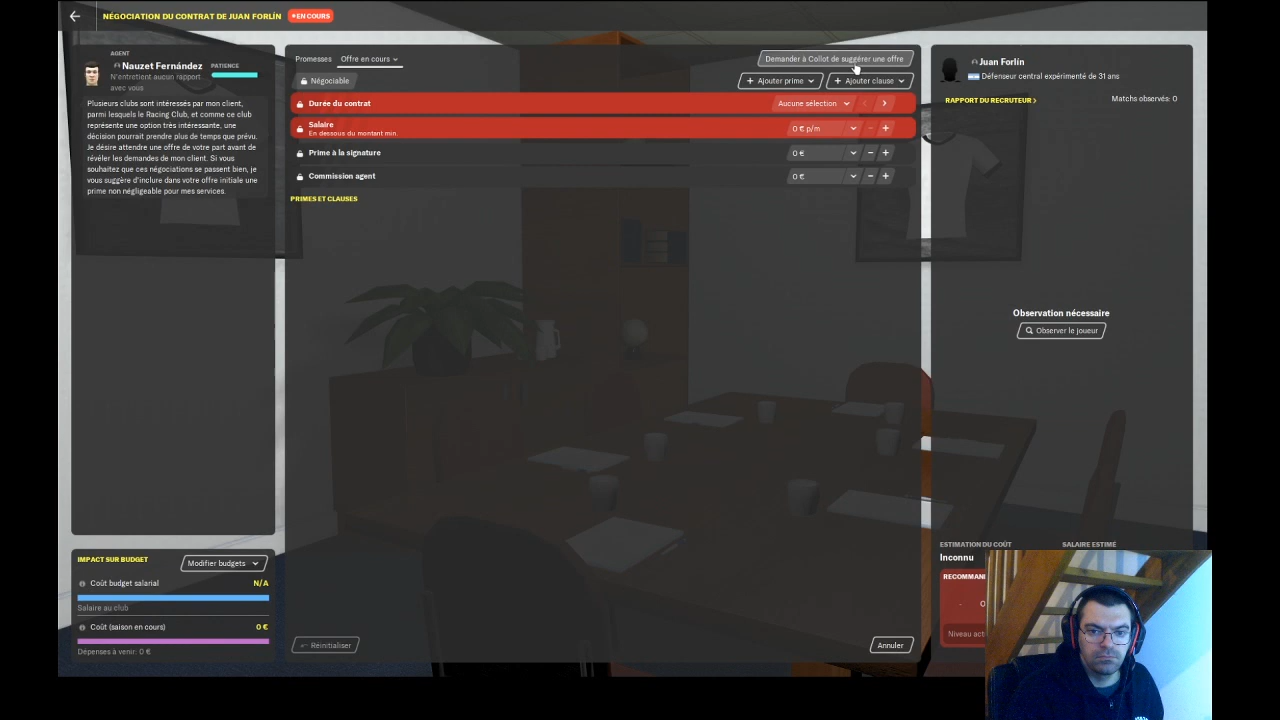 NÉGOCIATION DU CONTRAT DE JUAN FORLÍN
EN COURS
AGENT
Nauzet Fernández
PATIENCE
N'entretient aucun rapport
avec vous
Plusieurs clubs sont intéressés par mon client,
parmi lesquels le Racing Club, et comme ce club
représente une option très intéressante, une
décision pourrait prendre plus de temps que prévu.
Je désire attendre une offre de votre part avant de
révéler les demandes de mon client. Si vous
souhaitez que ces négociations se passent bien, je
vous suggère d'inclure dans votre offre initiale une
prime non négligeable pour mes services.
IMPACT SUR BUDGET
Modifier budgets
Coût budget salarial
N/A
Salaire au club
Coût (saison en cours)
0 €
Dépenses à venir: 0 €
Promesses
Offre en cours
Demander à Collot de suggérer une offre
Négociable
+ Ajouter prime
+ Ajouter clause
Durée du contrat
Aucune sélection
Salaire
En dessous du montant min.
0 € p/m
Prime à la signature
0 €
Commission agent
0 €
PRIMES ET CLAUSES
Réinitialiser
Annuler
Juan Forlín
Défenseur central expérimenté de 31 ans
RAPPORT DU RECRUTEUR >
Matchs observés: 0
Observation nécessaire
Observer le joueur
ESTIMATION DU COÛT
SALAIRE ESTIMÉ
Inconnu
RECOMMAN
Niveau act